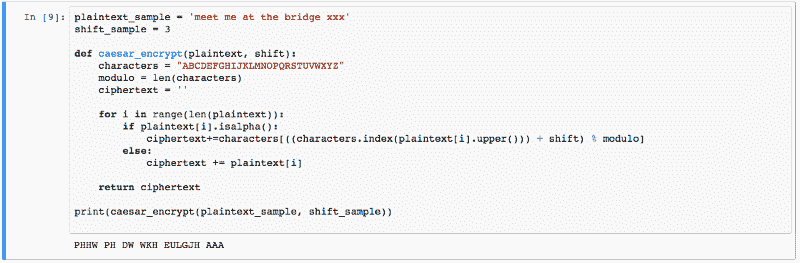 In [9]: plaintext_sample = 'meet me at the bridge xxx'
shift_sample = 3
def caesar_encrypt(plaintext, shift):
characters = "ABCDEFGHIJKLMNOPQRSTUVWXYZ"
modulo = len(characters)
ciphertext = ''
for i in range(len(plaintext)):
if plaintext[i].isalpha():
ciphertext+=characters[((characters.index(plaintext[i].upper())) + shift) % modulo]
else:
ciphertext += plaintext[i]
return ciphertext
print(caesar_encrypt(plaintext_sample, shift_sample))
PHHW PH DW WKH EULGJH AAA